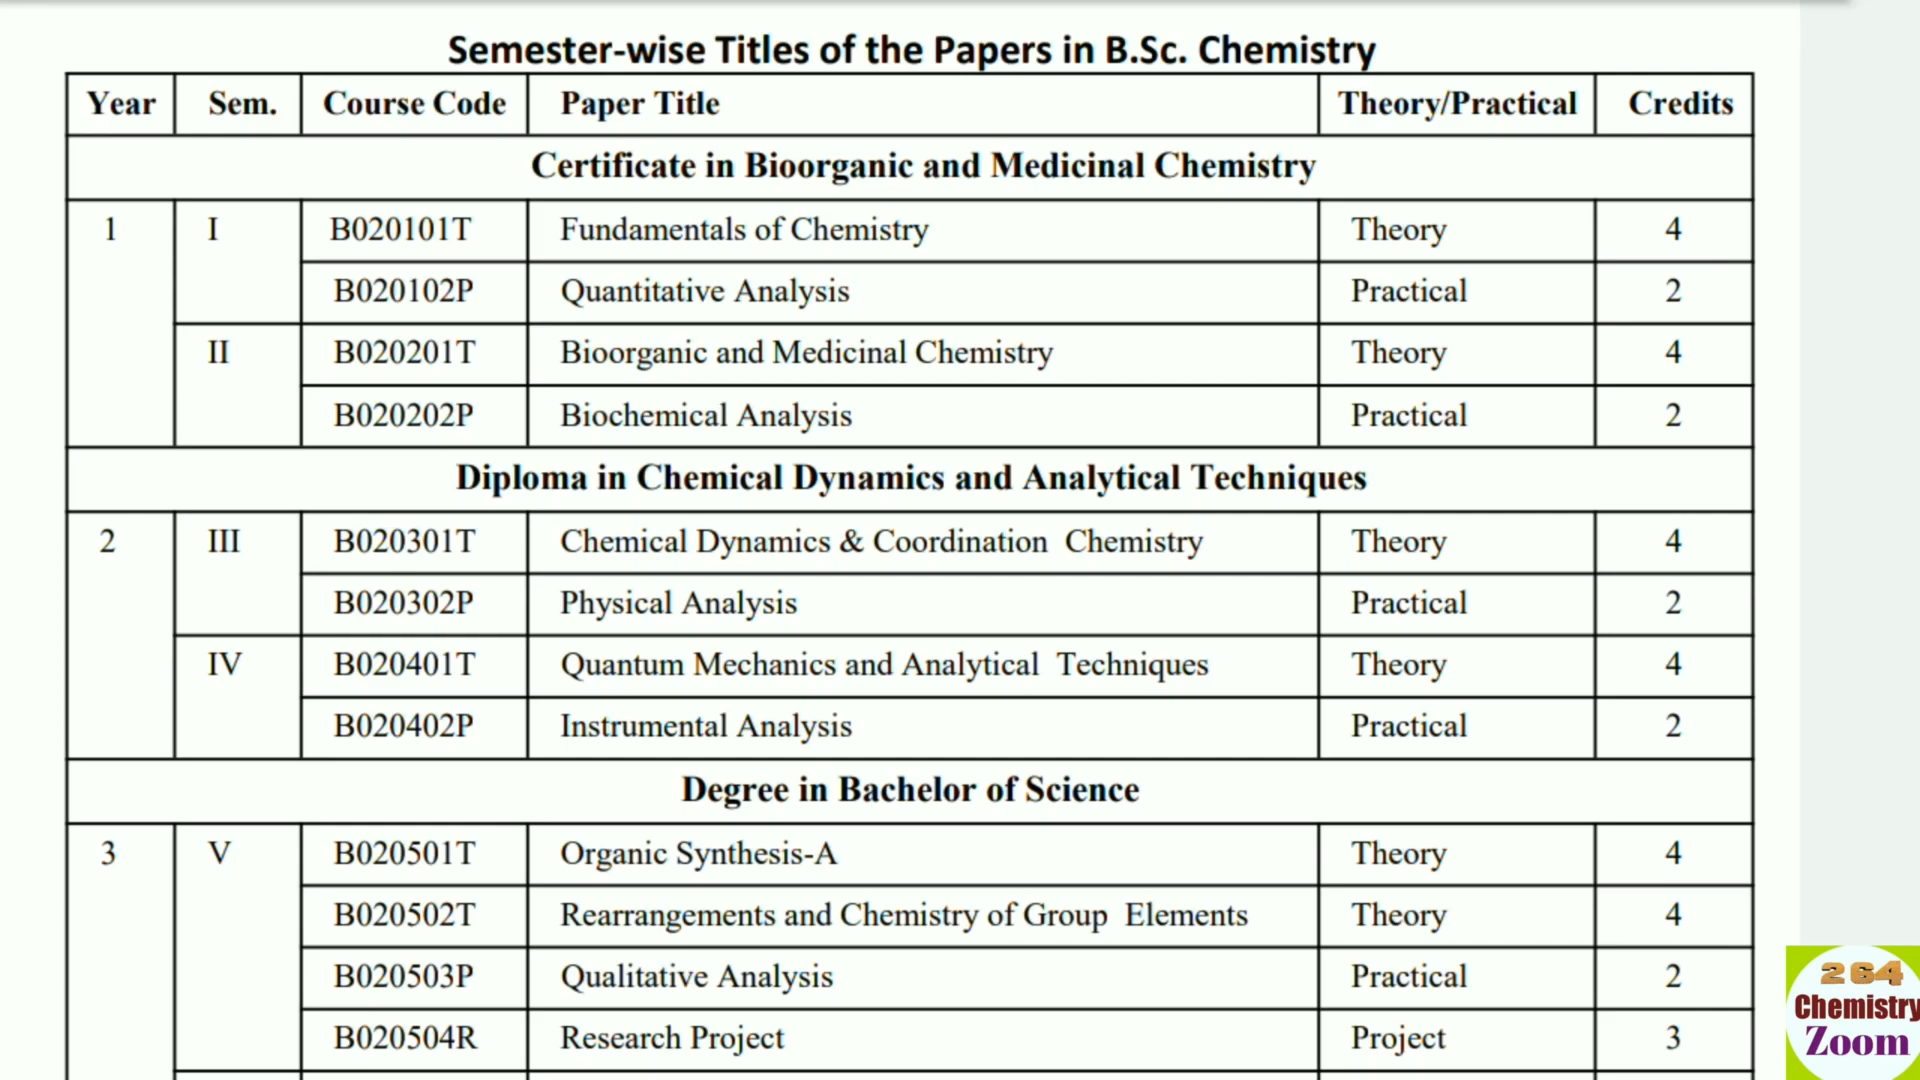 Semester-wise Titles of the Papers in B.Sc. Chemistry
Year Sem. Course Code Paper Title Theory/Practical Credits
Certificate in Bioorganic and Medicinal Chemistry
1 I B020101T Fundamentals of Chemistry Theory 4
B020102P Quantitative Analysis Practical 2
II B020201T Bioorganic and Medicinal Chemistry Theory 4
B020202P Biochemical Analysis Practical 2
Diploma in Chemical Dynamics and Analytical Techniques
2 III B020301T Chemical Dynamics & Coordination Chemistry Theory 4
B020302P Physical Analysis Practical 2
IV B020401T Quantum Mechanics and Analytical Techniques Theory 4
B020402P Instrumental Analysis Practical 2
Degree in Bachelor of Science
3 V B020501T Organic Synthesis-A Theory 4
B020502T Rearrangements and Chemistry of Group Elements Theory 4
B020503P Qualitative Analysis Practical 2
B020504R Research Project Project 3
264
Chemistry
Zoom